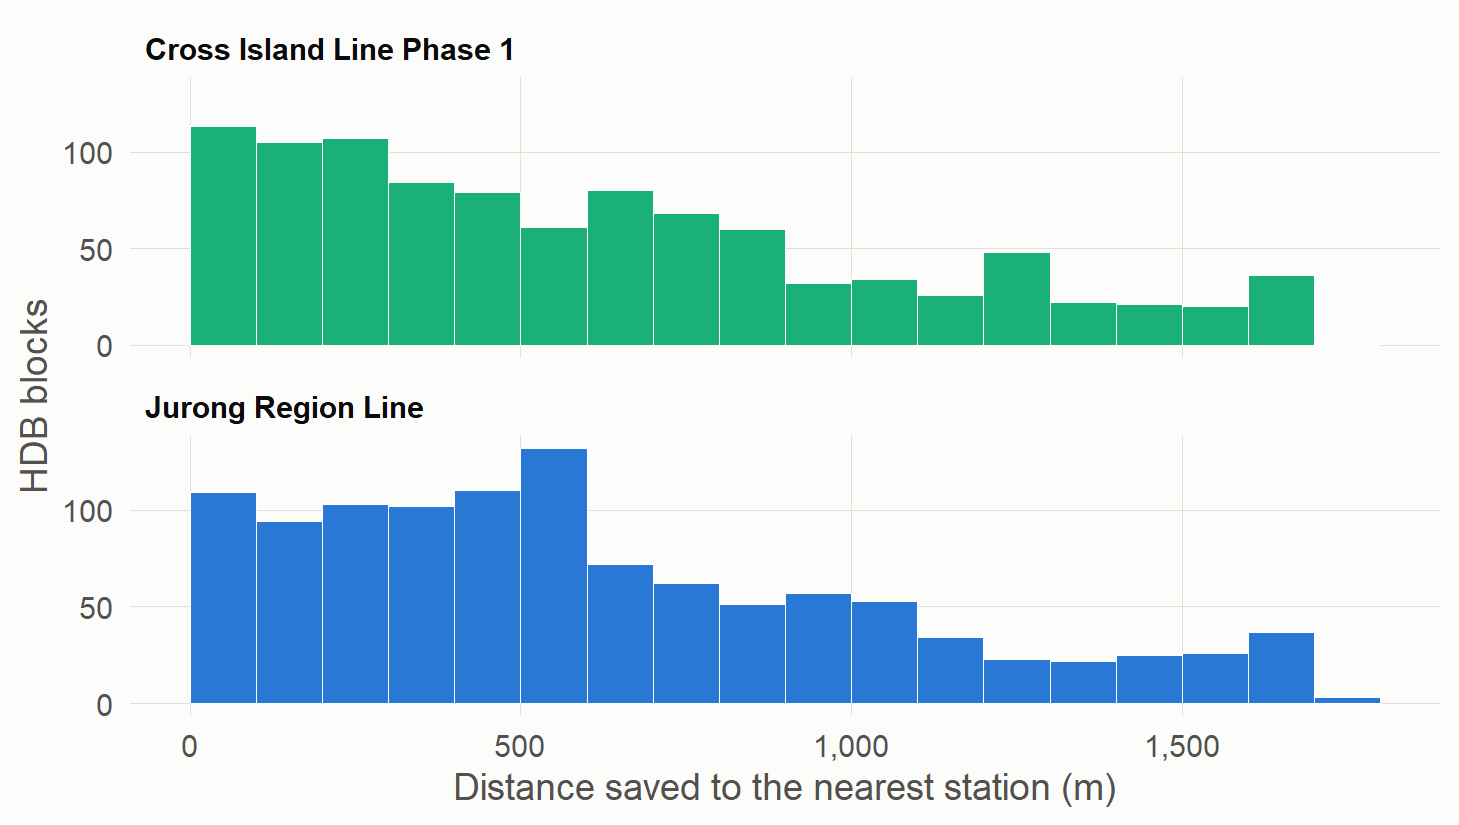 Cross Island Line Phase 1
100
50
0
HDB blocks
Jurong Region Line
100
50
0
0 500 1,000 1,500
Distance saved to the nearest station (m)